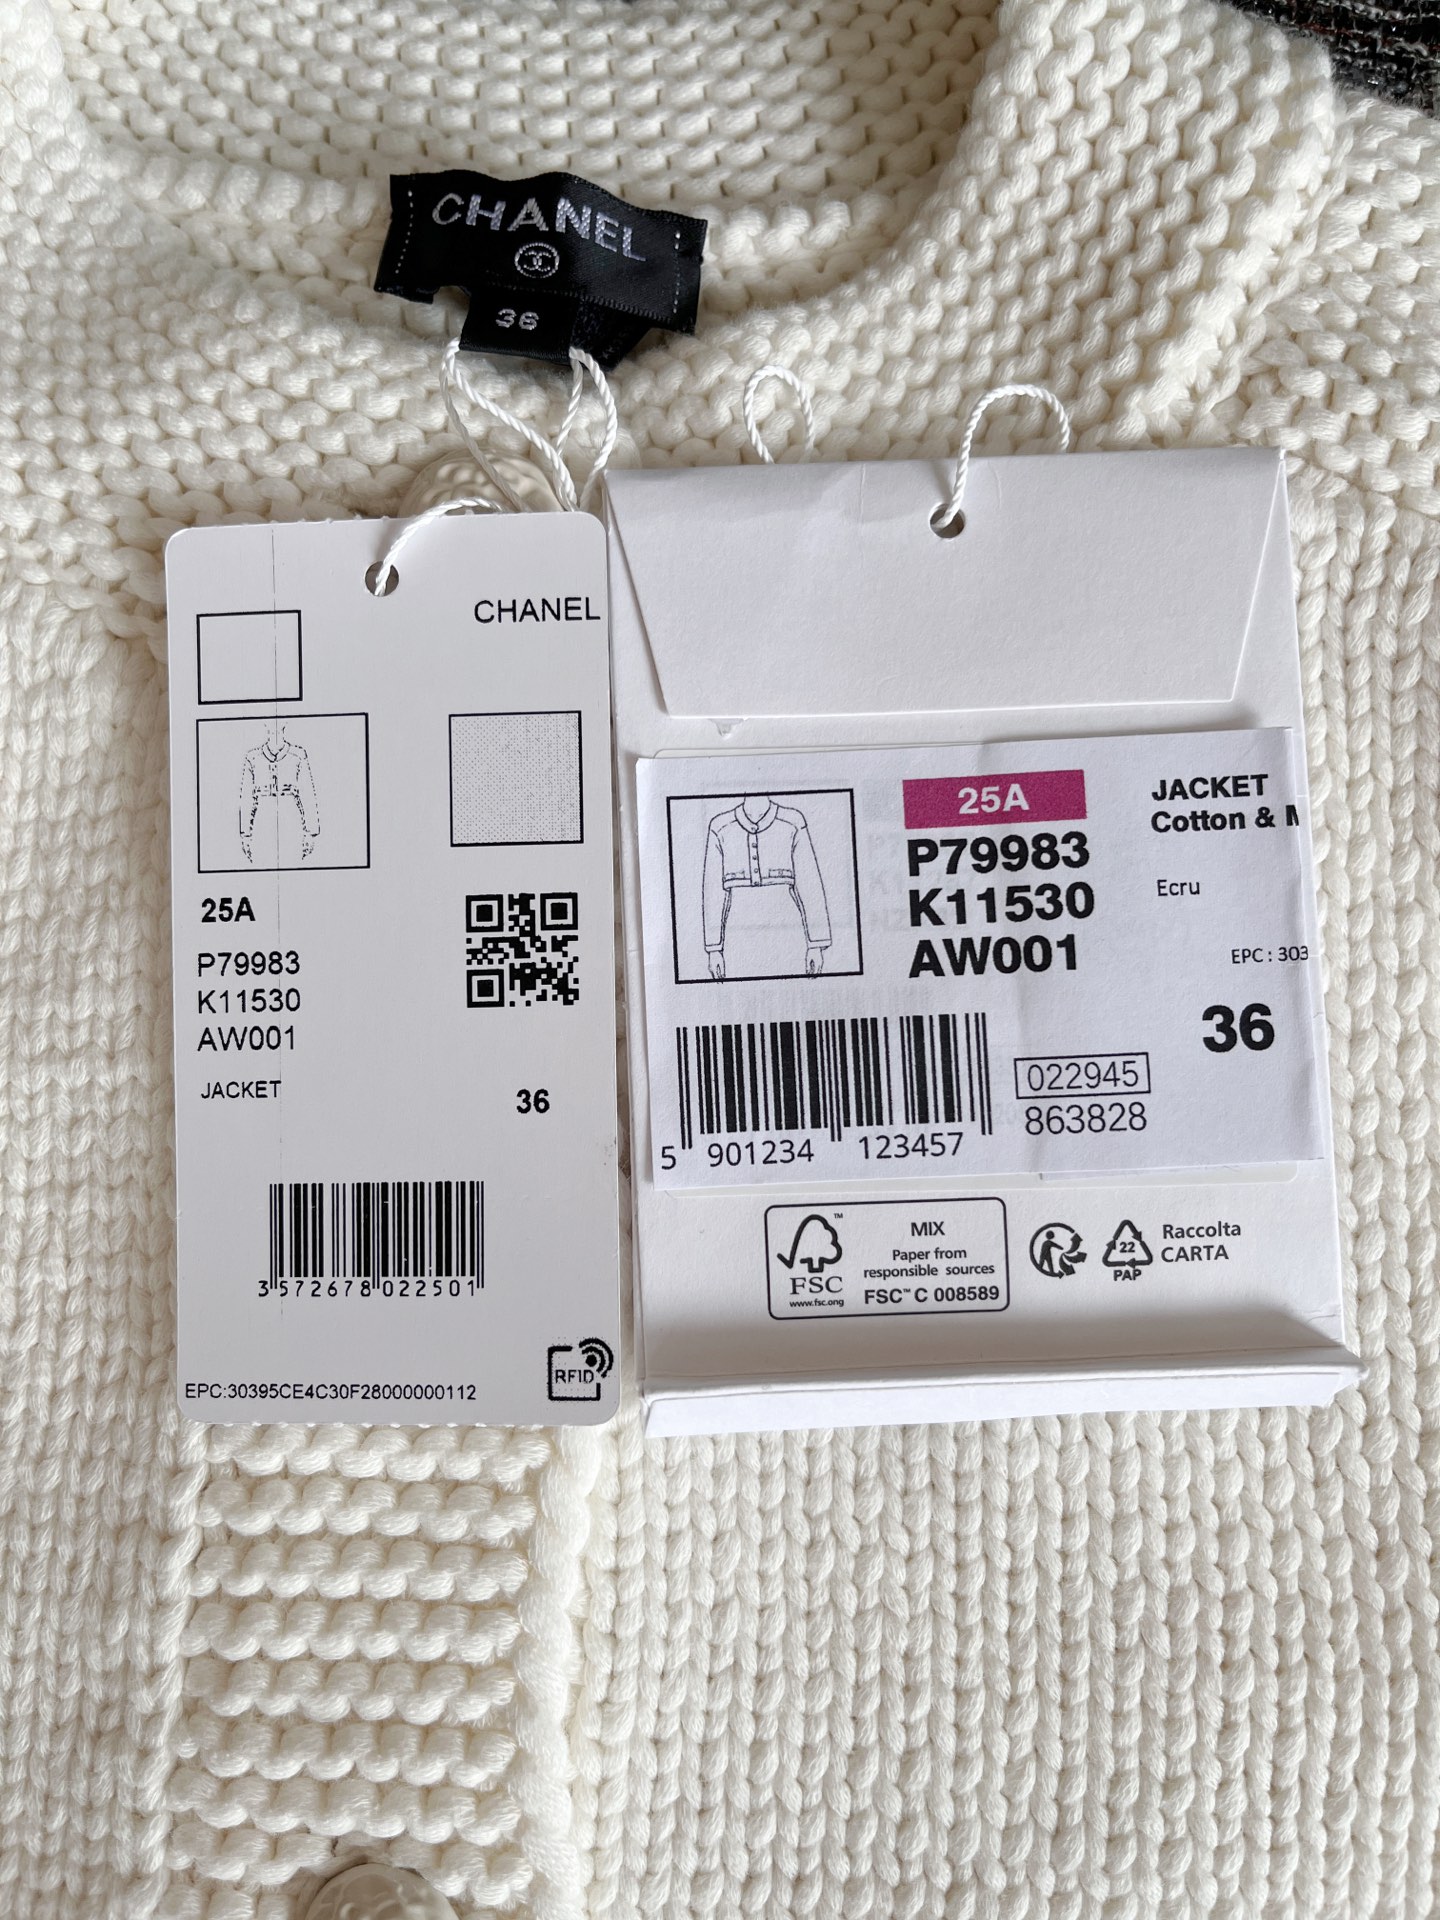 CHANEL
36
CHANEL
25A
P79983
K11530
AW001
JACKET
36
3 572678 022501
EPC:30395CE4C30F28000000112
RFID
25A
P79983
K11530
AW001
JACKET
Cotton &
Ecru
EPC : 303
36
5 901234 123457
022945
863828
FSC
www.fsc.ong
MIX
Paper from
responsible sources
FSC™ C 008589
22
PAP
Raccolta
CARTA